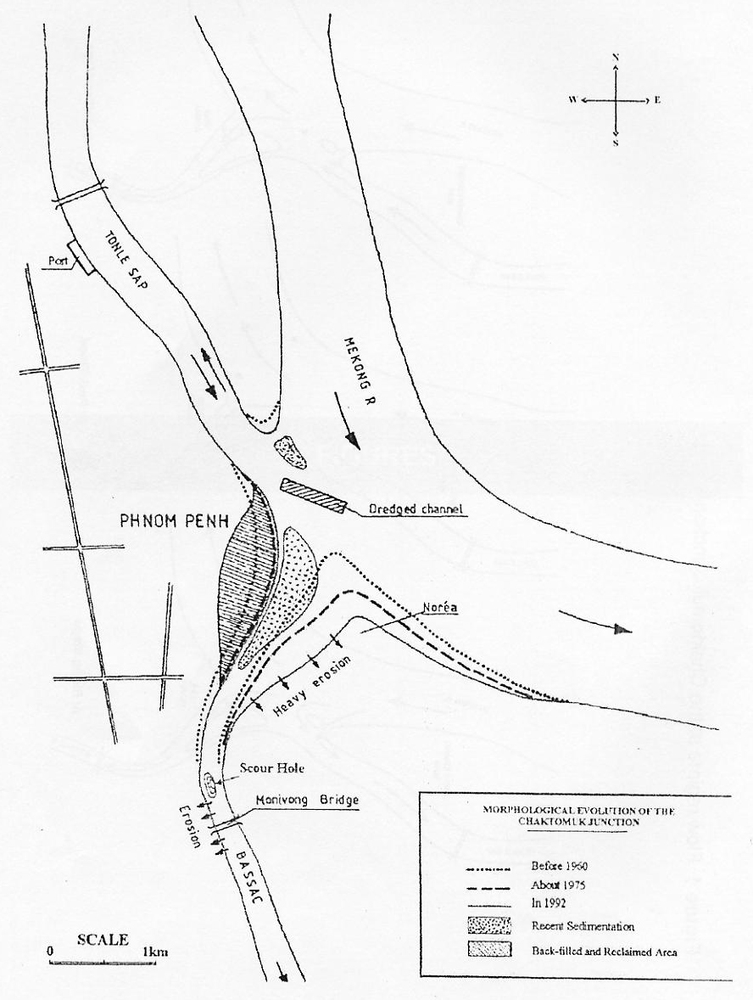 N
W E
S
TONLE SAP
Port
MEKONG R
Dredged channel
PHNOM PENH
Noréa
Heavy erosion
Scour Hole
Monivong Bridge
Erosion
BASSAC
SCALE
0 1km
MORPHOLOGICAL EVOLUTION OF THE
CHAKTOMUK JUNCTION
Before 1960
About 1975
In 1992
Recent Sedimentation
Back-filled and Reclaimed Area